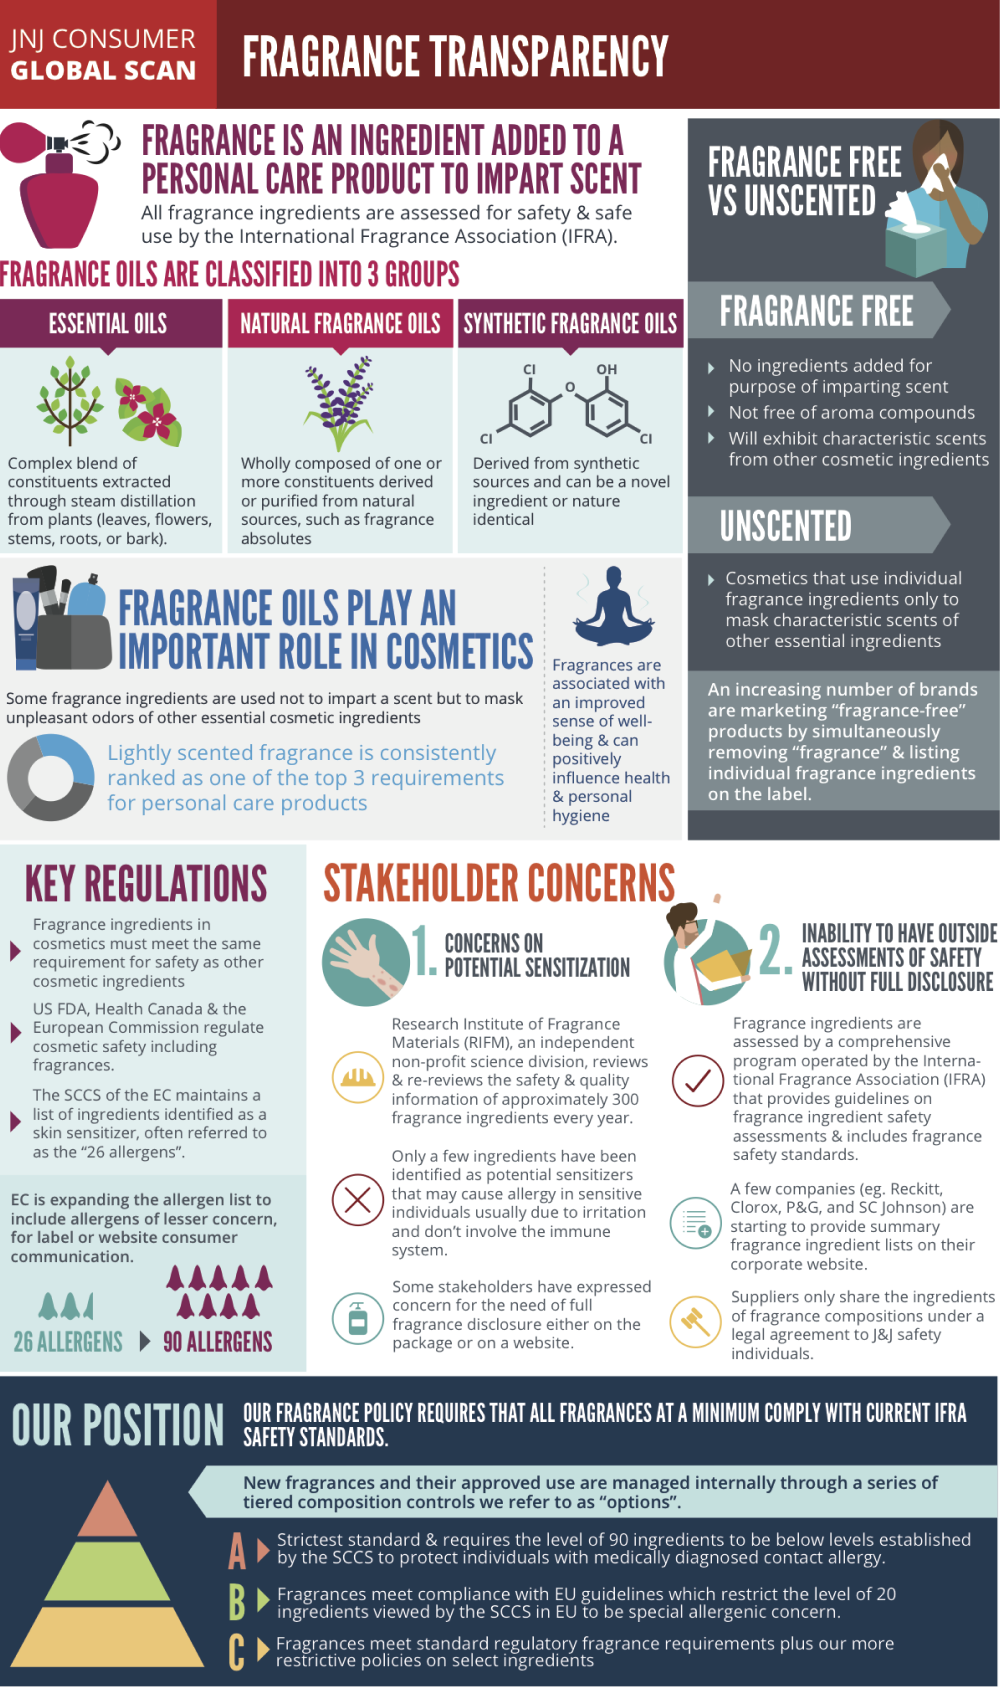 JNJ CONSUMER
GLOBAL SCAN
FRAGRANCE TRANSPARENCY
FRAGRANCE IS AN INGREDIENT ADDED TO A
PERSONAL CARE PRODUCT TO IMPART SCENT
All fragrance ingredients are assessed for safety & safe
use by the International Fragrance Association (IFRA).
FRAGRANCE OILS ARE CLASSIFIED INTO 3 GROUPS
ESSENTIAL OILS
Complex blend of
constituents extracted
through steam distillation
from plants (leaves, flowers,
stems, roots, or bark).
NATURAL FRAGRANCE OILS
Wholly composed of one or
more constituents derived
or purified from natural
sources, such as fragrance
absolutes
SYNTHETIC FRAGRANCE OILS
Cl
OH
O
Cl
Cl
Derived from synthetic
sources and can be a novel
ingredient or nature
identical
FRAGRANCE FREE
VS UNSCENTED
FRAGRANCE FREE
No ingredients added for
purpose of imparting scent
Not free of aroma compounds
Will exhibit characteristic scents
from other cosmetic ingredients
UNSCENTED
Cosmetics that use individual
fragrance ingredients only to
mask characteristic scents of
other essential ingredients
An increasing number of brands
are marketing “fragrance-free”
products by simultaneously
removing “fragrance” & listing
individual fragrance ingredients
on the label.
FRAGRANCE OILS PLAY AN
IMPORTANT ROLE IN COSMETICS
Some fragrance ingredients are used not to impart a scent but to mask
unpleasant odors of other essential cosmetic ingredients
Lightly scented fragrance is consistently
ranked as one of the top 3 requirements
for personal care products
Fragrances are
associated with
an improved
sense of well-
being & can
positively
influence health
& personal
hygiene
KEY REGULATIONS
Fragrance ingredients in
cosmetics must meet the same
requirement for safety as other
cosmetic ingredients
US FDA, Health Canada & the
European Commission regulate
cosmetic safety including
fragrances.
The SCCS of the EC maintains a
list of ingredients identified as a
skin sensitizer, often referred to
as the “26 allergens”.
EC is expanding the allergen list to
include allergens of lesser concern,
for label or website consumer
communication.
26 ALLERGENS
90 ALLERGENS
STAKEHOLDER CONCERNS
1. CONCERNS ON
POTENTIAL SENSITIZATION
Research Institute of Fragrance
Materials (RIFM), an independent
non-profit science division, reviews
& re-reviews the safety & quality
information of approximately 300
fragrance ingredients every year.
Only a few ingredients have been
identified as potential sensitizers
that may cause allergy in sensitive
individuals usually due to irritation
and don’t involve the immune
system.
Some stakeholders have expressed
concern for the need of full
fragrance disclosure either on the
package or on a website.
2. INABILITY TO HAVE OUTSIDE
ASSESSMENTS OF SAFETY
WITHOUT FULL DISCLOSURE
Fragrance ingredients are
assessed by a comprehensive
program operated by the Interna-
tional Fragrance Association (IFRA)
that provides guidelines on
fragrance ingredient safety
assessments & includes fragrance
safety standards.
A few companies (eg. Reckitt,
Clorox, P&G, and SC Johnson) are
starting to provide summary
fragrance ingredient lists on their
corporate website.
Suppliers only share the ingredients
of fragrance compositions under a
legal agreement to J&J safety
individuals.
OUR POSITION
OUR FRAGRANCE POLICY REQUIRES THAT ALL FRAGRANCES AT A MINIMUM COMPLY WITH CURRENT IFRA
SAFETY STANDARDS.
New fragrances and their approved use are managed internally through a series of
tiered composition controls we refer to as “options”.
A Strictest standard & requires the level of 90 ingredients to be below levels established
by the SCCS to protect individuals with medically diagnosed contact allergy.
B Fragrances meet compliance with EU guidelines which restrict the level of 20
ingredients viewed by the SCCS in EU to be special allergenic concern.
C Fragrances meet standard regulatory fragrance requirements plus our more
restrictive policies on select ingredients